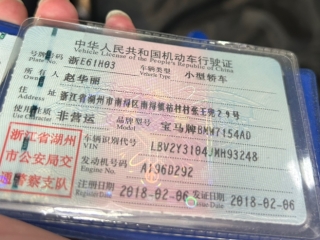 中华人民共和国机动车行驶证
Vehicle License of the People's Republic of China
号牌号码 浙E61H03 车辆类型 小型轿车
Plate No. Vehicle Type
所有人 赵华丽
Owner
住址 浙江省湖州市南浔区南浔镇祜村村张王兜29号
Address
使用性质 非营运 品牌型号 宝马牌BMW7154AD
Use Character Model
浙江省湖州
市公安局交
通警察支队
车辆识别代号 LBV2Y3104JMH93248
VIN
发动机号码 A196D292
Engine No.
注册日期 2018-02-06 发证日期 2018-02-06
Register Date Issue Date